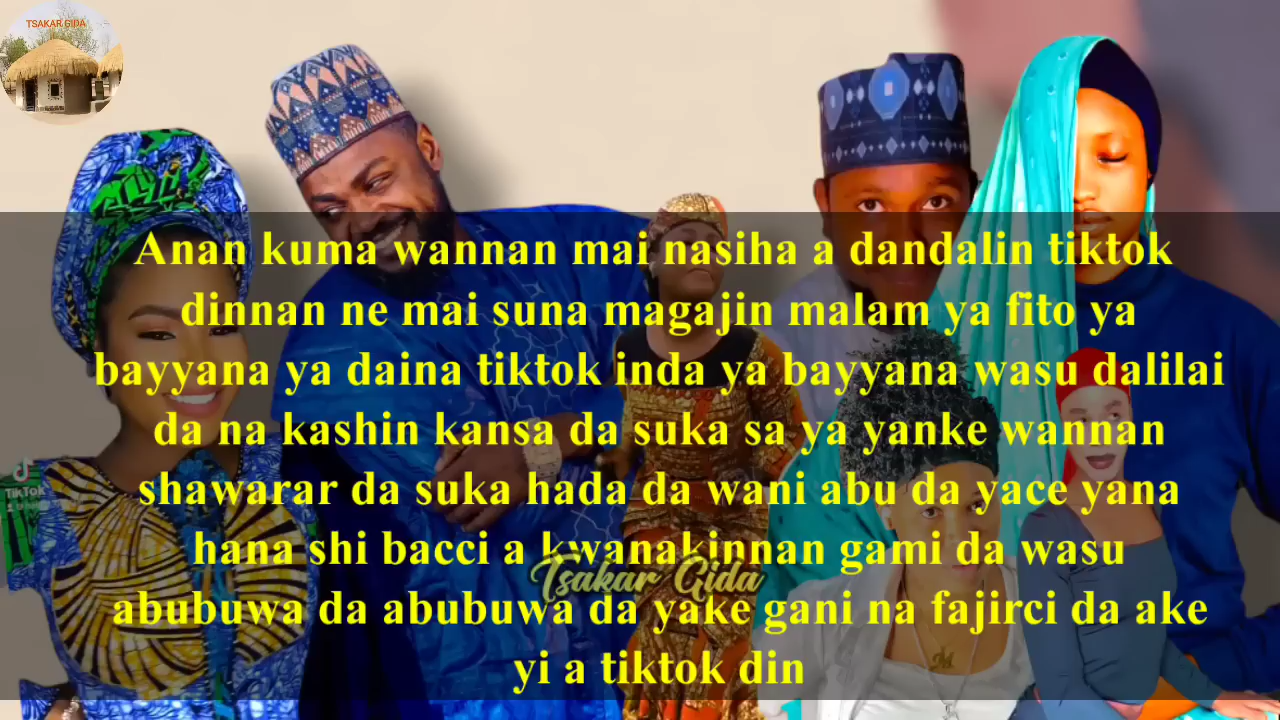 TSAKAR GIDA
Anan kuma wannan mai nasiha a dandalin tiktok
dinnan ne mai suna magajin malam ya fito ya
bayyana ya daina tiktok inda ya bayyana wasu dalilai
da na kashin kansa da suka sa ya yanke wannan
shawarar da suka hada da wani abu da yace yana
hana shi bacci a kwanakinnan gami da wasu
abubuwa da abubuwa da yake gani na fajirci da ake
yi a tiktok din
TikTok
Tsakar Gida